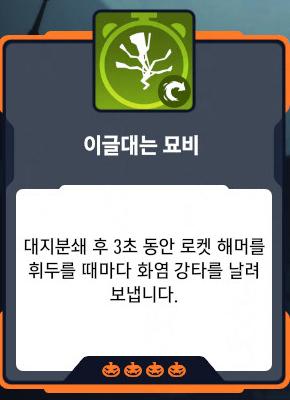 이글대는 묘비
대지분쇄 후 3초 동안 로켓 해머를
휘두를 때마다 화염 강타를 날려
보냅니다.